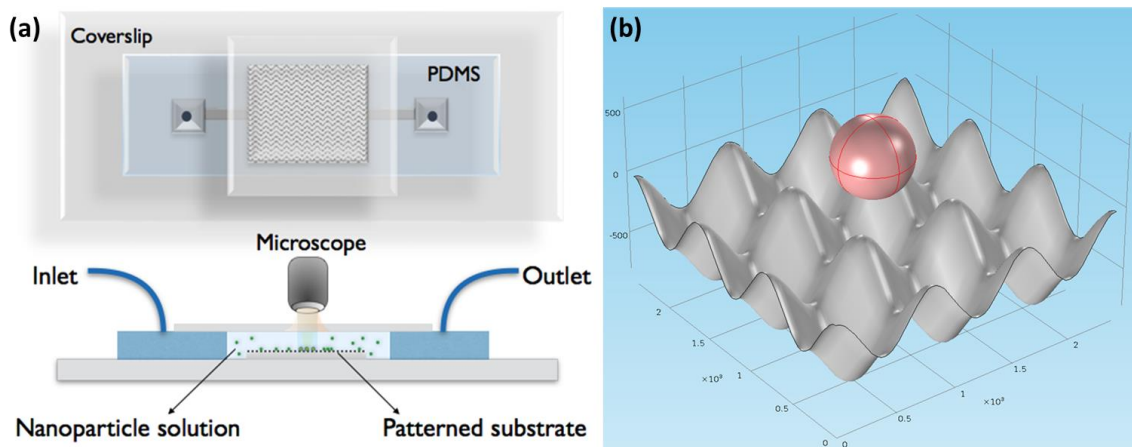 (a)
Coverslip
PDMS
Microscope
Inlet
Outlet
Nanoparticle solution
Patterned substrate
(b)
500
0
-500
2
1.5
×10⁹
1
0.5
0
0
0.5
1
×10⁸
1.5
2